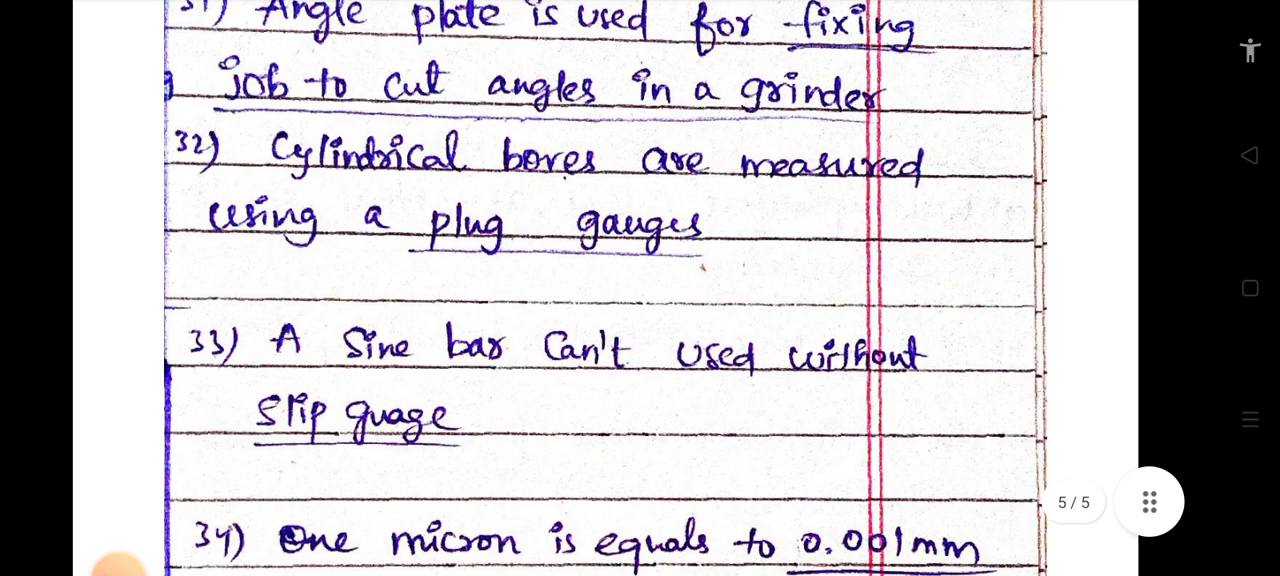 31) Angle plate is used for fixing
job to cut angles in a grinder
32) Cylindrical bores are measured
using a plug gauges
33) A Sine bar Can't used without
Slip guage
5 / 5
34) One micron is equals to 0.001mm